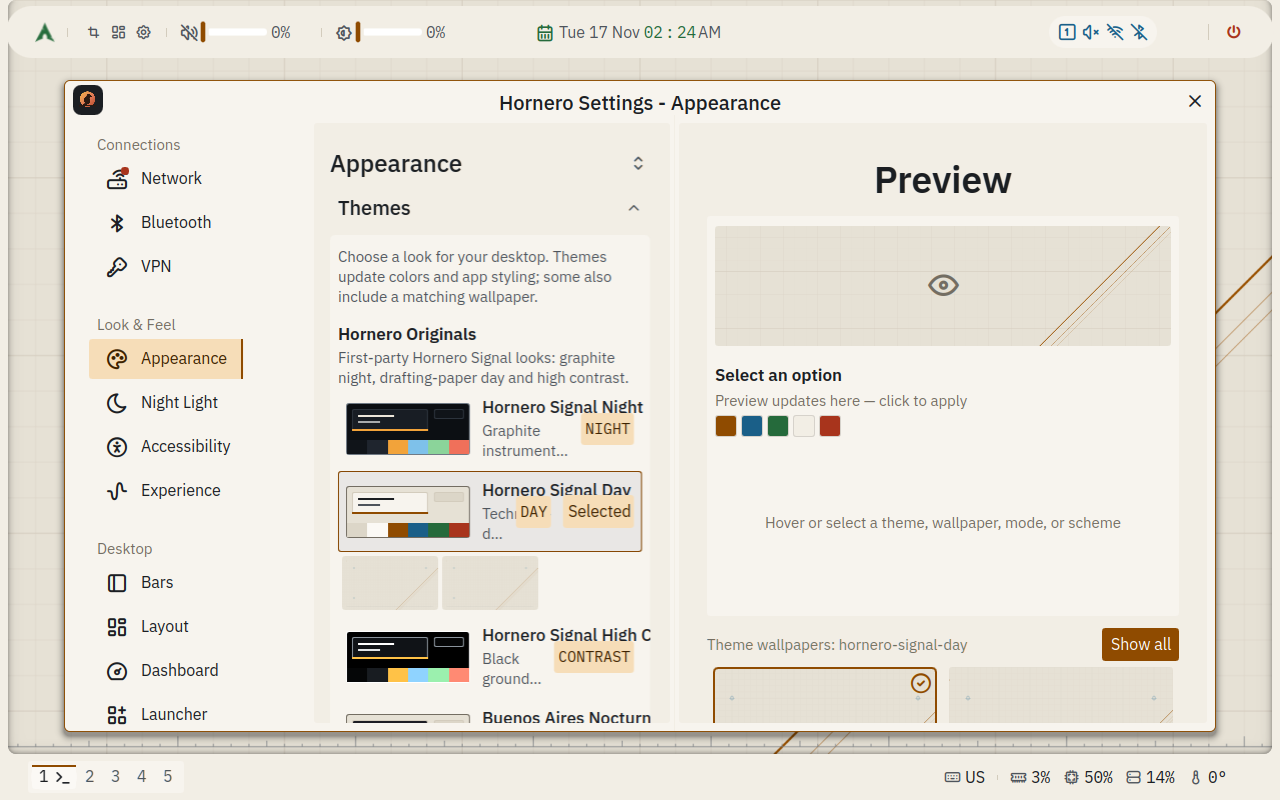 0%
0%
Tue 17 Nov 02 : 24 AM
1
Hornero Settings - Appearance
Connections
Network
Bluetooth
VPN
Look & Feel
Appearance
Night Light
Accessibility
Experience
Desktop
Bars
Layout
Dashboard
Launcher
Appearance
Themes
Choose a look for your desktop. Themes
update colors and app styling; some also
include a matching wallpaper.
Hornero Originals
First-party Hornero Signal looks: graphite
night, drafting-paper day and high contrast.
Hornero Signal Night
Graphite
instrument...
NIGHT
Hornero Signal Day
d...
DAY
Selected
Hornero Signal High C
Black
ground...
CONTRAST
Buenos Aires Nocturn
Preview
Select an option
Preview updates here — click to apply
Hover or select a theme, wallpaper, mode, or scheme
Theme wallpapers: hornero-signal-day
Show all
1 2 3 4 5
US 3% 50% 14% 0°